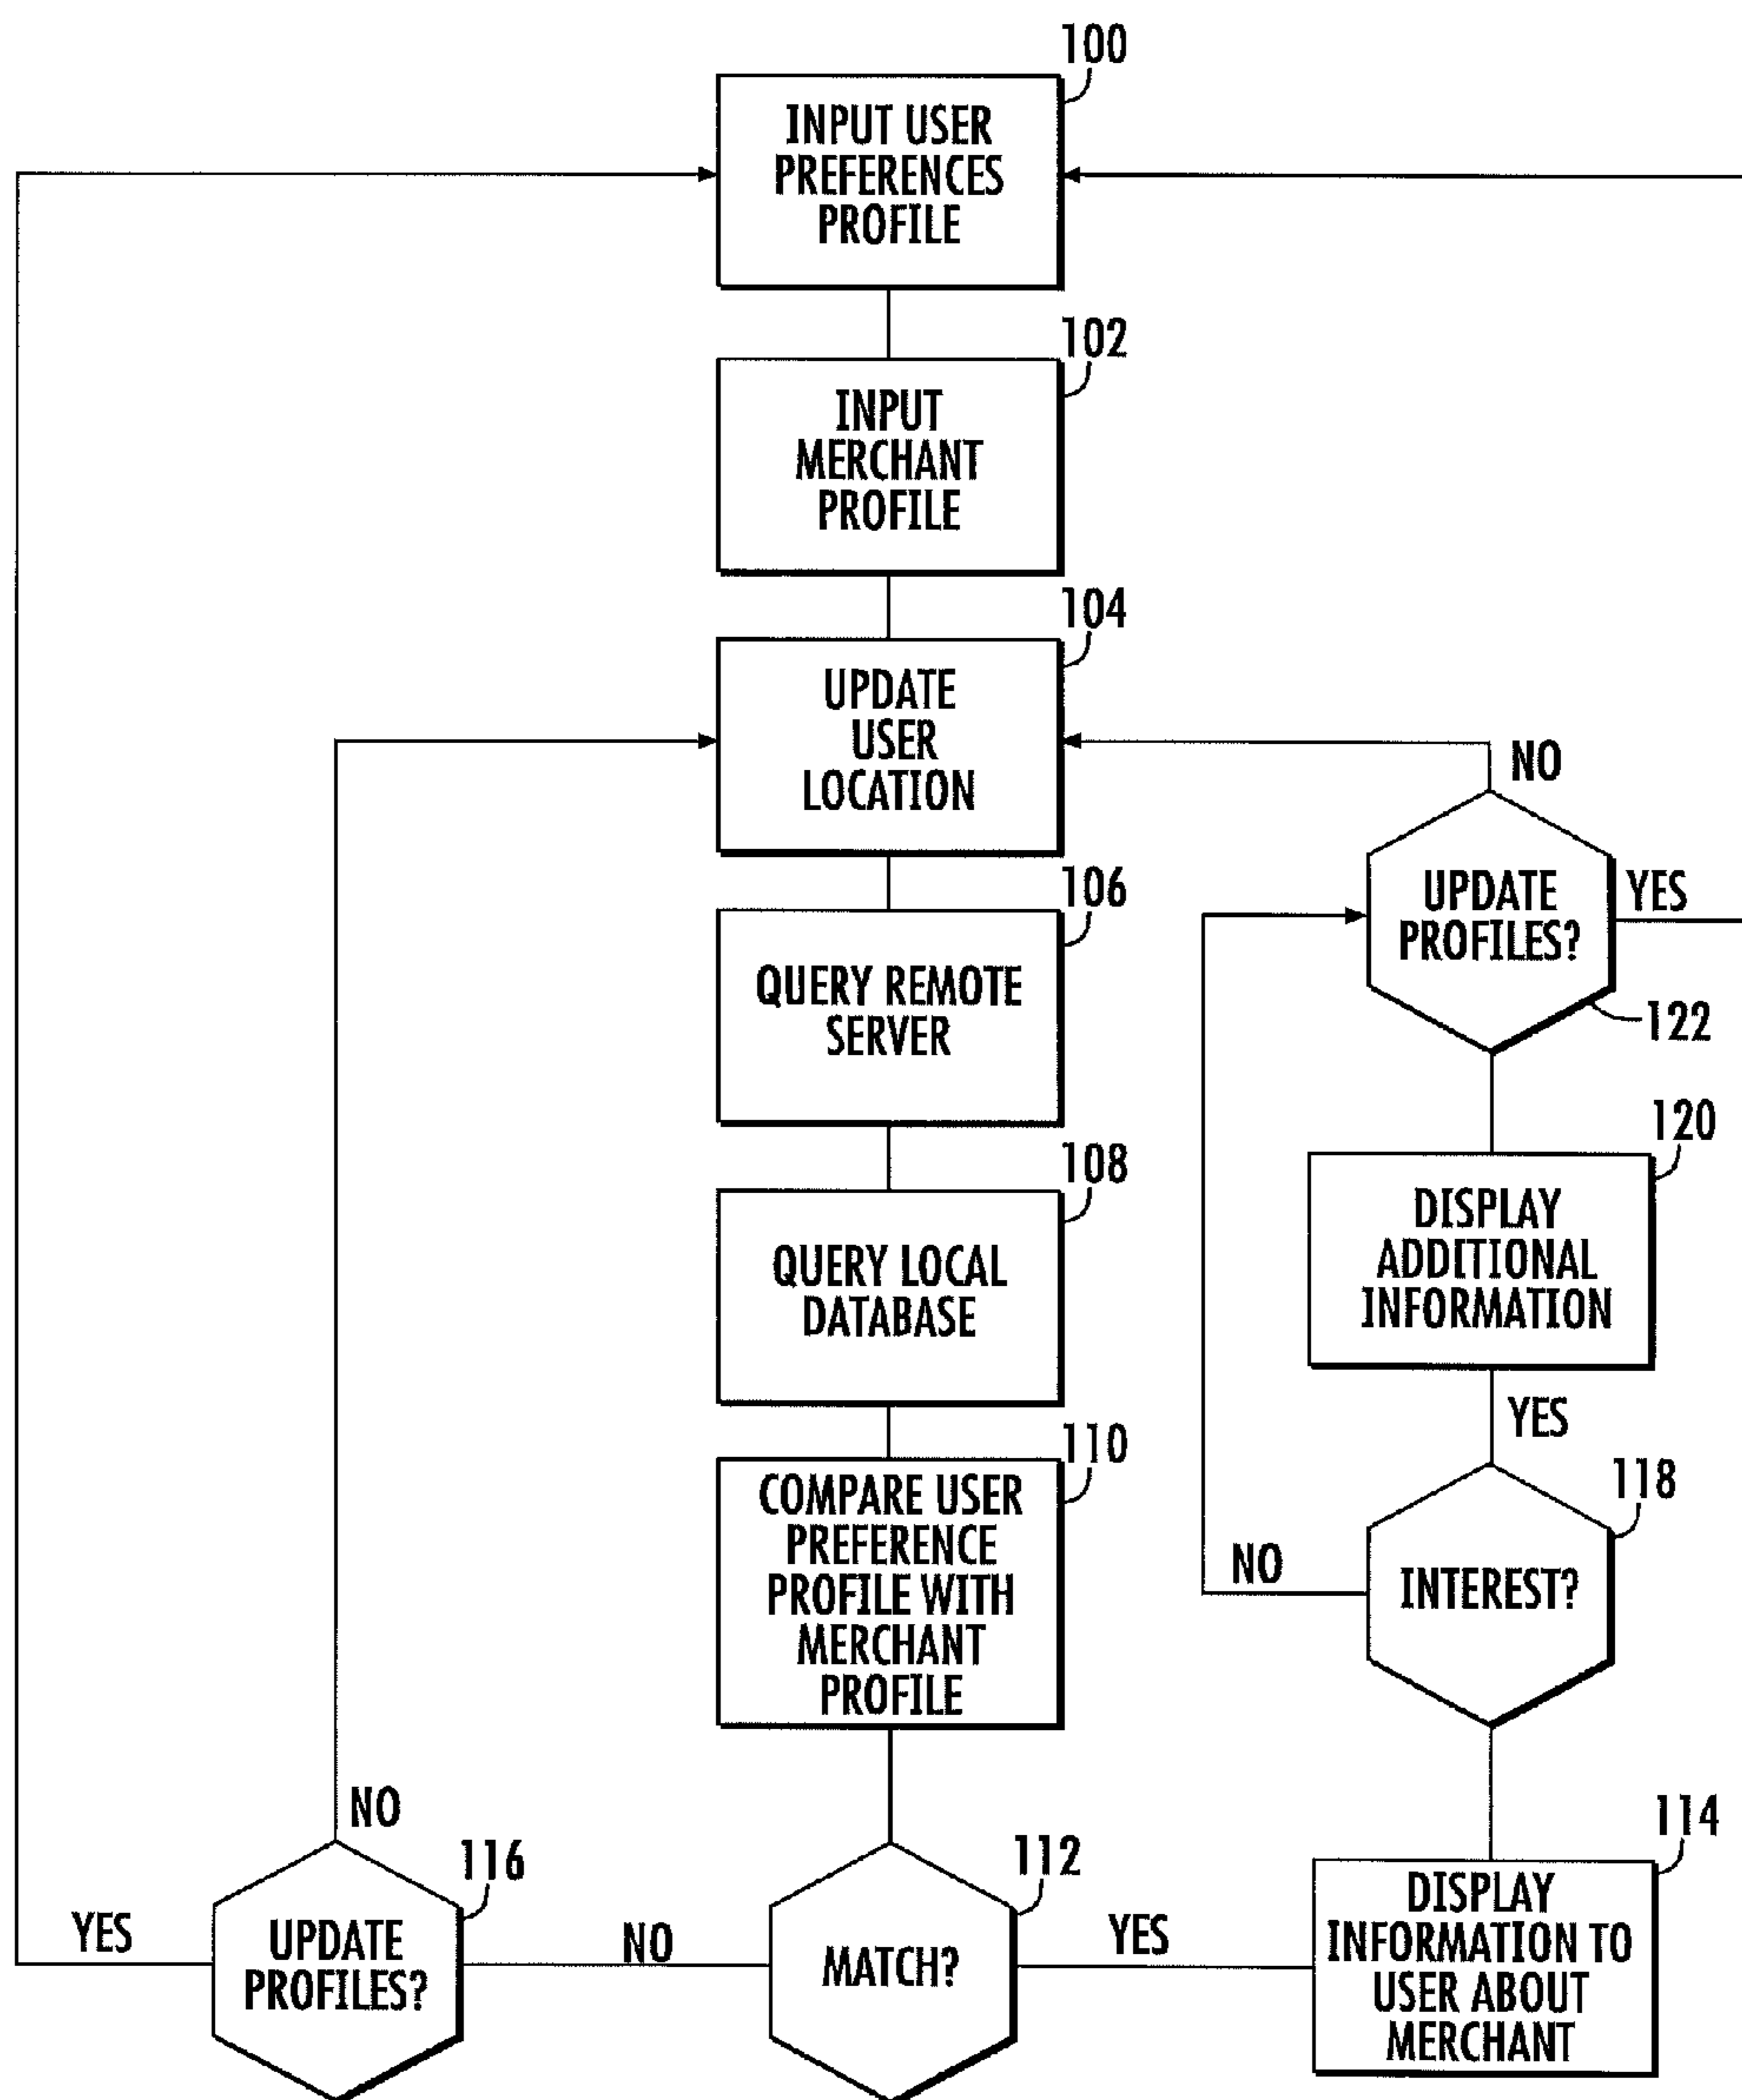 100
INPUT USER
PREFERENCES
PROFILE
102
INPUT
MERCHANT
PROFILE
104
UPDATE
USER
LOCATION
NO
106
QUERY REMOTE
SERVER
UPDATE
PROFILES?
YES
122
108
QUERY LOCAL
DATABASE
120
DISPLAY
ADDITIONAL
INFORMATION
YES
110
COMPARE USER
PREFERENCE
PROFILE WITH
MERCHANT
PROFILE
118
INTEREST?
NO
NO
116
UPDATE
PROFILES?
YES
NO
112
MATCH?
YES
114
DISPLAY
INFORMATION TO
USER ABOUT
MERCHANT